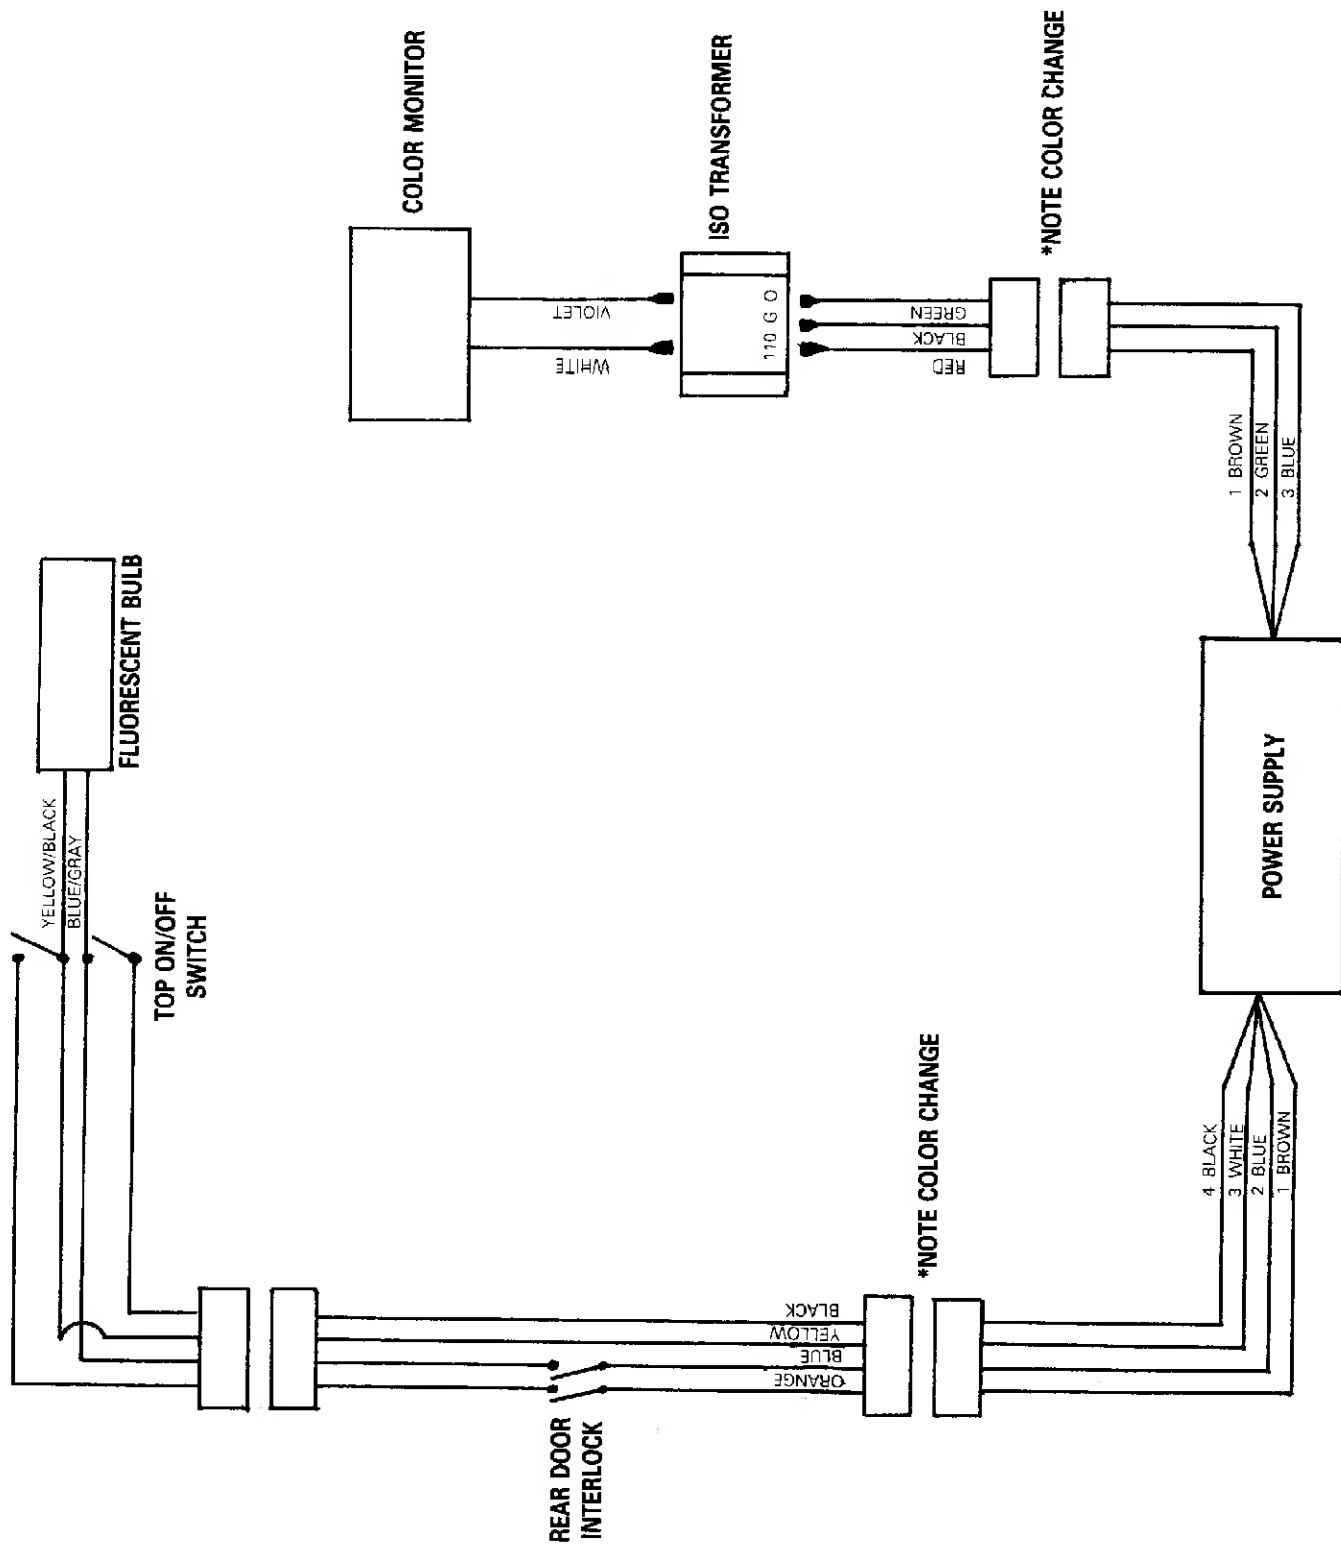 COLOR MONITOR
VIOLET
WHITE
ISO TRANSFORMER
110 G O
GREEN
BLACK
RED
*NOTE COLOR CHANGE
1 BROWN
2 GREEN
3 BLUE
FLUORESCENT BULB
YELLOW/BLACK
BLUE/GRAY
TOP ON/OFF
SWITCH
POWER SUPPLY
*NOTE COLOR CHANGE
4 BLACK
3 WHITE
2 BLUE
1 BROWN
BLACK
YELLOW
BLUE
ORANGE
REAR DOOR
INTERLOCK